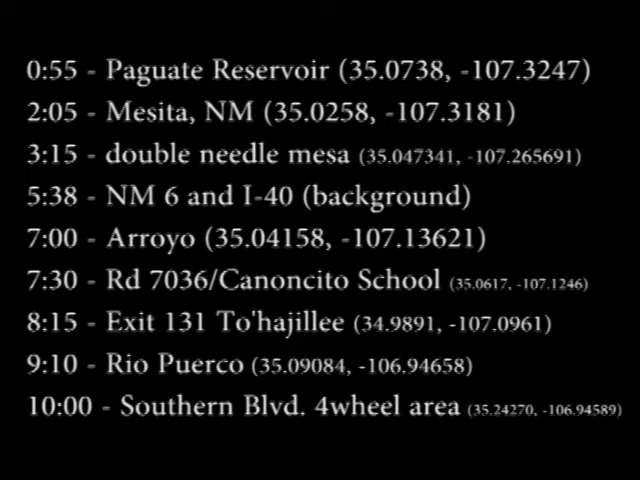 0:55 - Paguate Reservoir (35.0738, -107.3247)
2:05 - Mesita, NM (35.0258, -107.3181)
3:15 - double needle mesa (35.047341, -107.265691)
5:38 - NM 6 and I-40 (background)
7:00 - Arroyo (35.04158, -107.13621)
7:30 - Rd 7036/Canoncito School (35.0617, -107.1246)
8:15 - Exit 131 To'hajillee (34.9891, -107.0961)
9:10 - Rio Puerco (35.09084, -106.94658)
10:00 - Southern Blvd. 4wheel area (35.24270, -106.94589)